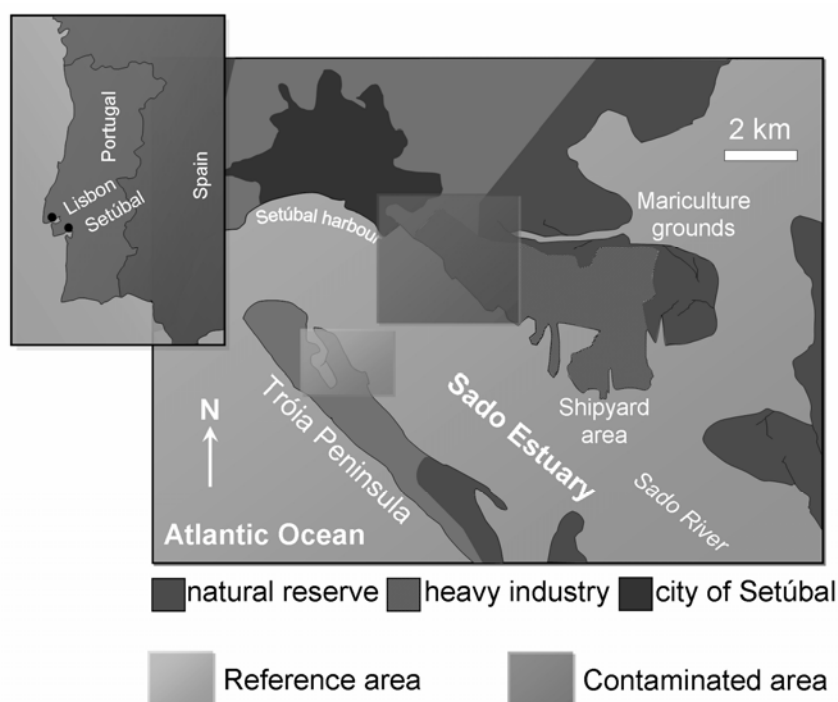 Portugal
Spain
Lisbon
Setúbal
2 km
Setúbal harbour
Mariculture
grounds
Tróia Peninsula
Sado Estuary
Shipyard
area
Sado River
N
Atlantic Ocean
natural reserve
heavy industry
city of Setúbal
Reference area
Contaminated area